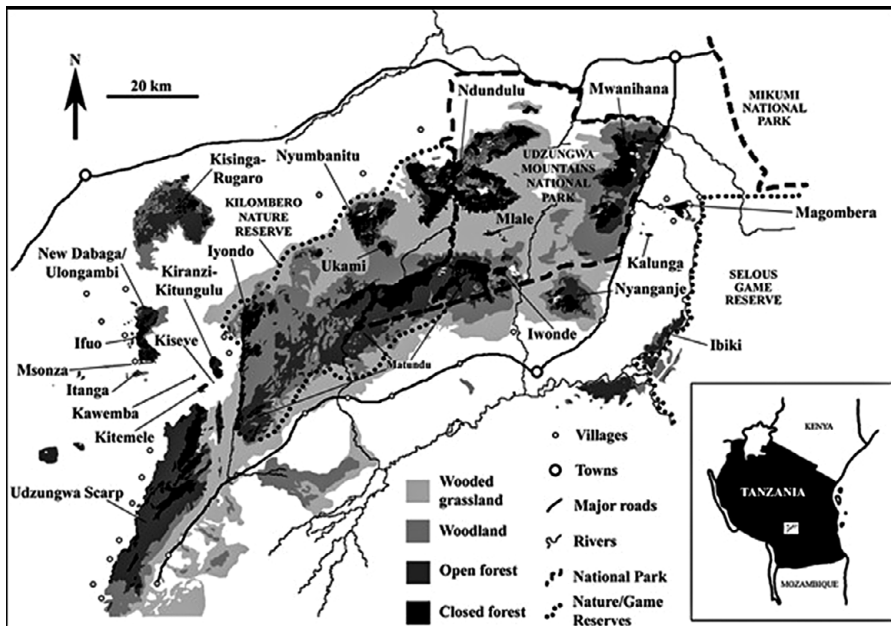 N
20 km
Ndundulu
Mwanihana
MIKUMI
NATIONAL
PARK
Kisinga-
Rugaro
Nyumbanitu
UDZUNGWA
MOUNTAINS
NATIONAL
PARK
KILOMBERO
NATURE
RESERVE
Magombera
Mlale
New Dabaga/
Ulongambi
Kiranzi-
Kitungulu
Iyondo
Ukami
Kalunga
SELOUS
GAME
RESERVE
Nyanganje
Ifuo
Kiseye
Iwonde
Ibiki
Msonza
Itanga
Matundu
Kawemba
Kitemele
Udzungwa Scarp
Wooded
grassland
Woodland
Open forest
Closed forest
Villages
Towns
Major roads
Rivers
National Park
Nature/Game
Reserves
KENYA
TANZANIA
MOZAMBIQUE